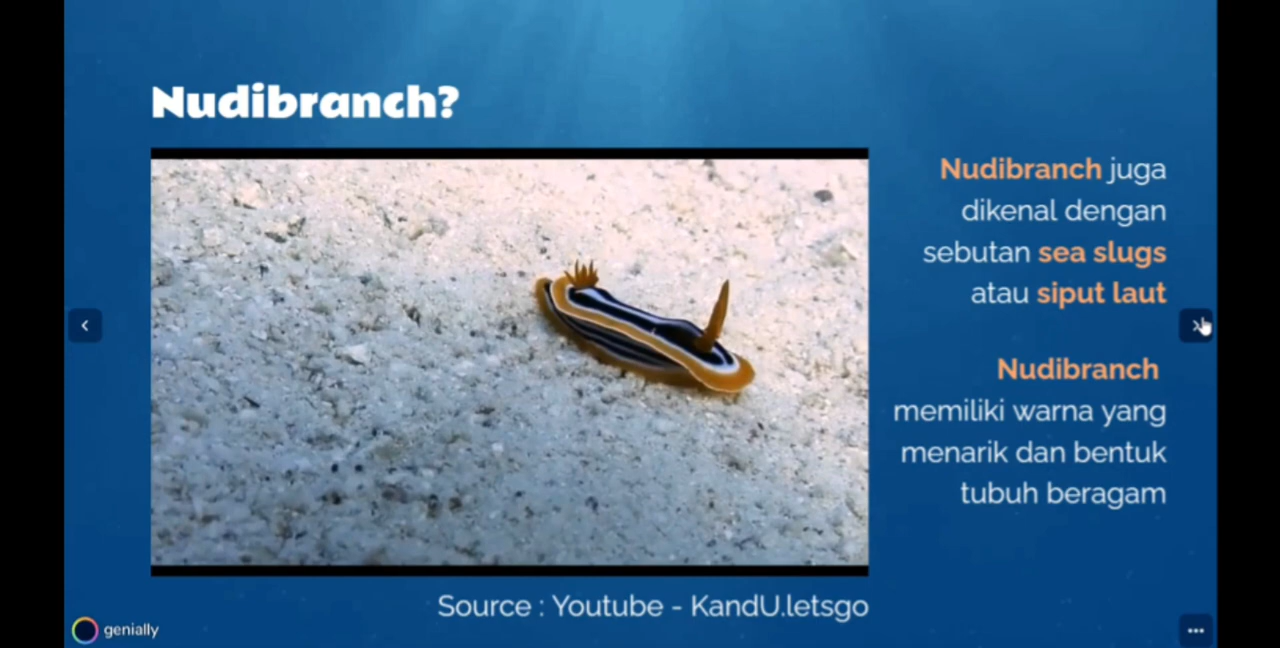 Nudibranch?
Nudibranch juga
dikenal dengan
sebutan sea slugs
atau siput laut
Nudibranch
memiliki warna yang
menarik dan bentuk
tubuh beragam
Source : Youtube - KandU.letsgo
genially